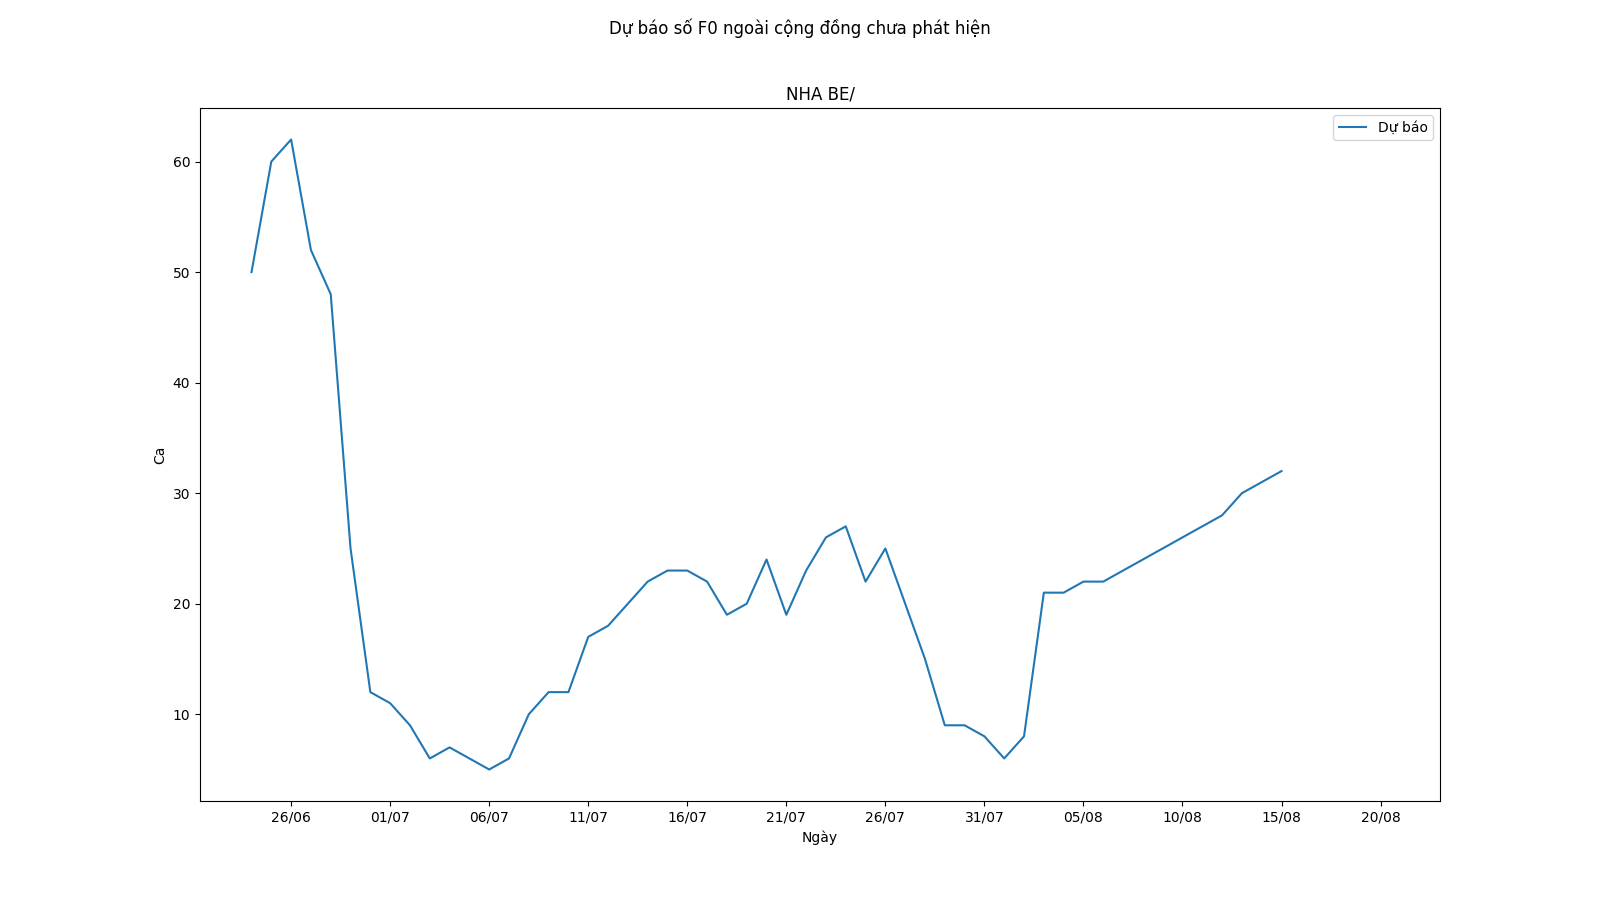 Dự báo số F0 ngoài cộng đồng chưa phát hiện
NHA BE/
Dự báo
60
50
40
30
20
10
Ca
26/06 01/07 06/07 11/07 16/07 21/07 26/07 31/07 05/08 10/08 15/08 20/08
Ngày